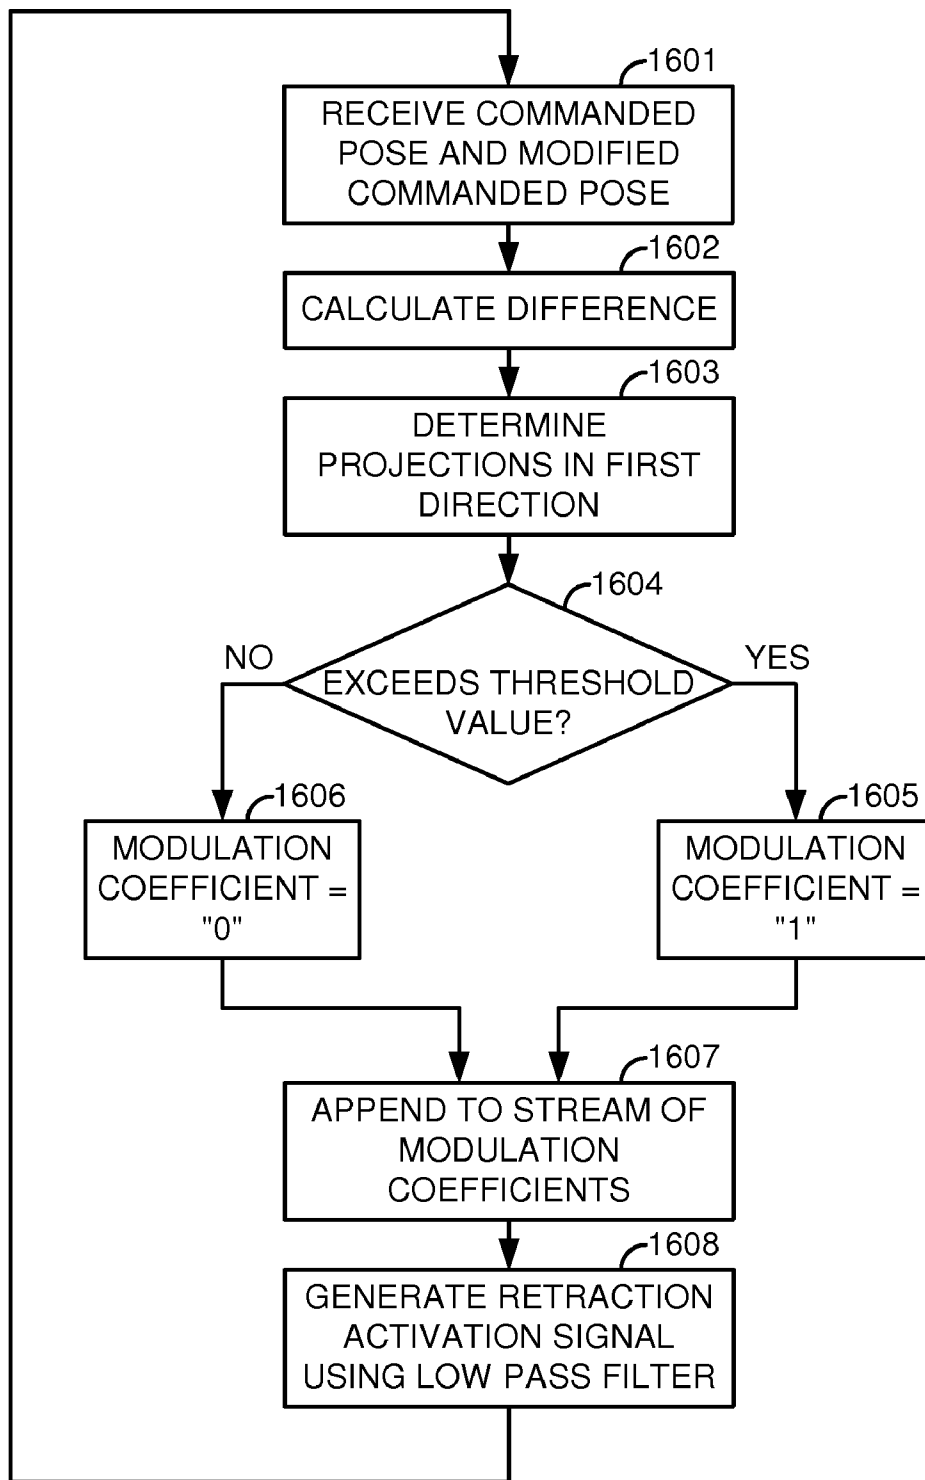 1601
RECEIVE COMMANDED
POSE AND MODIFIED
COMMANDED POSE
1602
CALCULATE DIFFERENCE
1603
DETERMINE
PROJECTIONS IN FIRST
DIRECTION
1604
NO
YES
EXCEEDS THRESHOLD
VALUE?
1606
MODULATION
COEFFICIENT =
"0"
1605
MODULATION
COEFFICIENT =
"1"
1607
APPEND TO STREAM OF
MODULATION
COEFFICIENTS
1608
GENERATE RETRACTION
ACTIVATION SIGNAL
USING LOW PASS FILTER